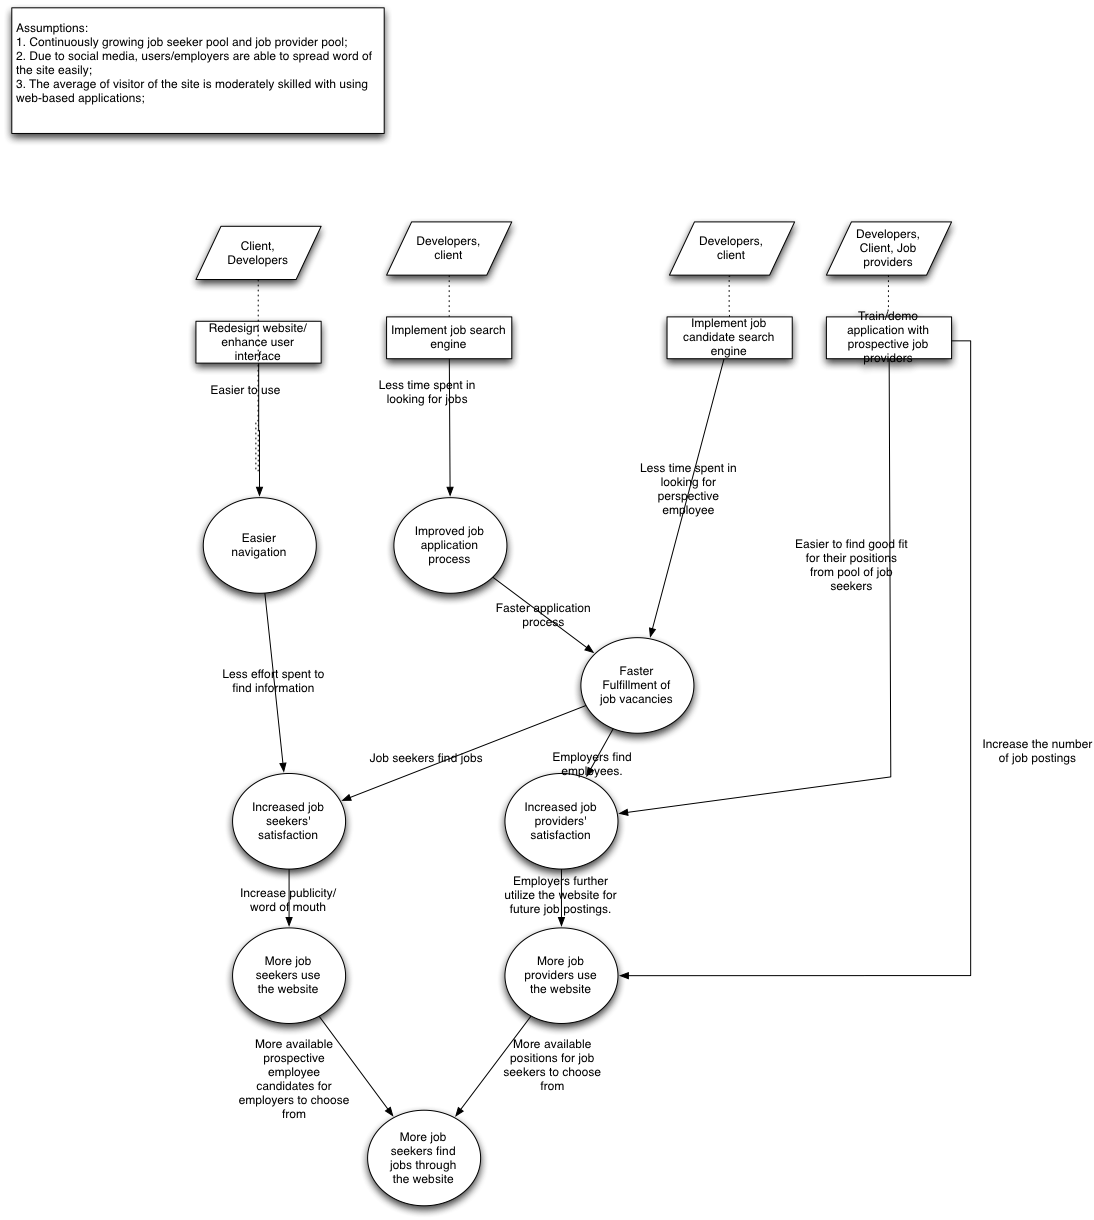 Assumptions:
1. Continuously growing job seeker pool and job provider pool;
2. Due to social media, users/employers are able to spread word of
the site easily;
3. The average of visitor of the site is moderately skilled with using
web-based applications;
Client,
Developers
Developers,
client
Developers,
client
Developers,
Client, Job
providers
Redesign website/
enhance user
interface
Implement job search
engine
Implement job
candidate search
engine
Train/demo
application with
prospective job
providers
Easier to use
Less time spent in
looking for jobs
Less time spent in
looking for
perspective
employee
Easier
navigation
Improved job
application
process
Easier to find good fit
for their positions
from pool of job
seekers
Faster application
process
Less effort spent to
find information
Faster
Fulfillment of
job vacancies
Job seekers find jobs
Employers find
employees.
Increase the number
of job postings
Increased job
seekers'
satisfaction
Increased job
providers'
satisfaction
Increase publicity/
word of mouth
Employers further
utilize the website for
future job postings.
More job
seekers use
the website
More job
providers use
the website
More available
prospective
employee
candidates for
employers to choose
from
More available
positions for job
seekers to choose
from
More job
seekers find
jobs through
the website